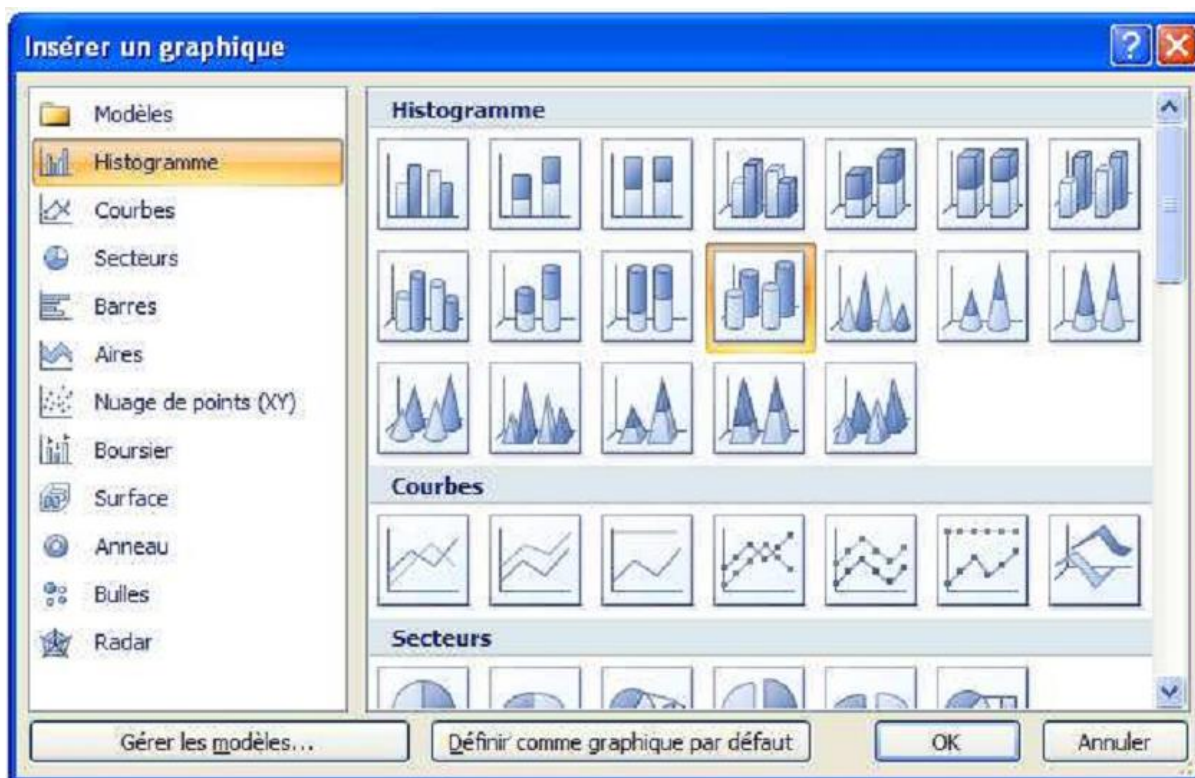 Insérer un graphique
Modèles
Histogramme
Courbes
Secteurs
Barres
Aires
Nuage de points (XY)
Boursier
Surface
Anneau
Bulles
Radar
Histogramme
Courbes
Secteurs
Gérer les modèles...
Définir comme graphique par défaut
OK
Annuler